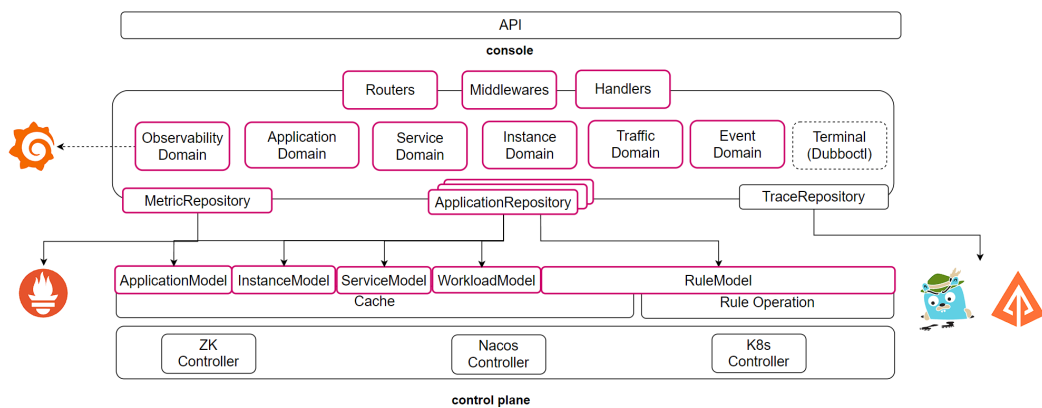 API
console
Routers
Middlewares
Handlers
Observability
Domain
Application
Domain
Service
Domain
Instance
Domain
Traffic
Domain
Event
Domain
Terminal
(Dubboctl)
MetricRepository
ApplicationRepository
TraceRepository
ApplicationModel
InstanceModel
ServiceModel
WorkloadModel
RuleModel
Cache
Rule Operation
ZK
Controller
Nacos
Controller
K8s
Controller
control plane